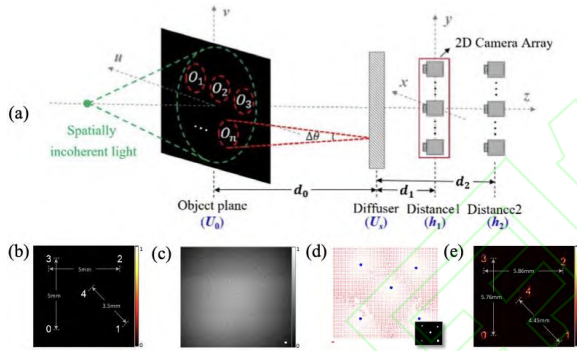 v
y
2D Camera Array
u
O1
O2
O3
x
z
(a)
...
On
Δθ
Spatially
incoherent light
d0
d1
d2
Object plane
(U0)
Diffuser
(Us)
Distance1
(h1)
Distance2
(h2)
(b)
(c)
(d)
(e)
3
2
5mm
5mm
4
3.5mm
0
1
1
0
1
0
3
2
5.86mm
5.76mm
4
4.45mm
0
1
1
0